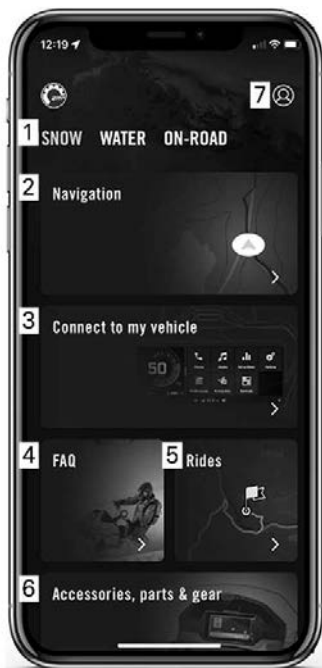 12:19
7
1 SNOW WATER ON-ROAD
2 Navigation
3 Connect to my vehicle
50
4 FAQ
5 Rides
6 Accessories, parts & gear